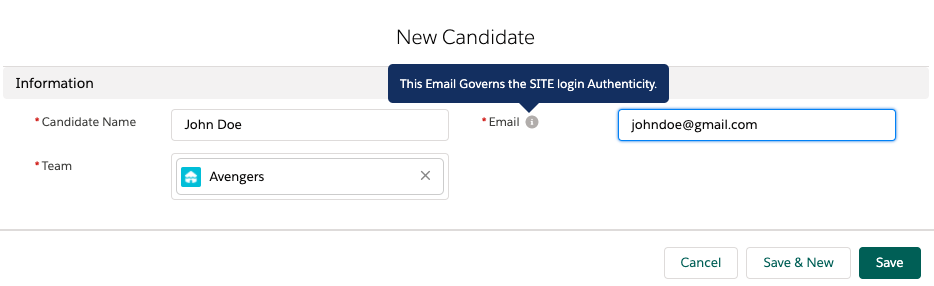 New Candidate
This Email Governs the SITE login Authenticity.
Information
* Candidate Name
John Doe
* Email
johndoe@gmail.com
* Team
Avengers
Cancel
Save & New
Save